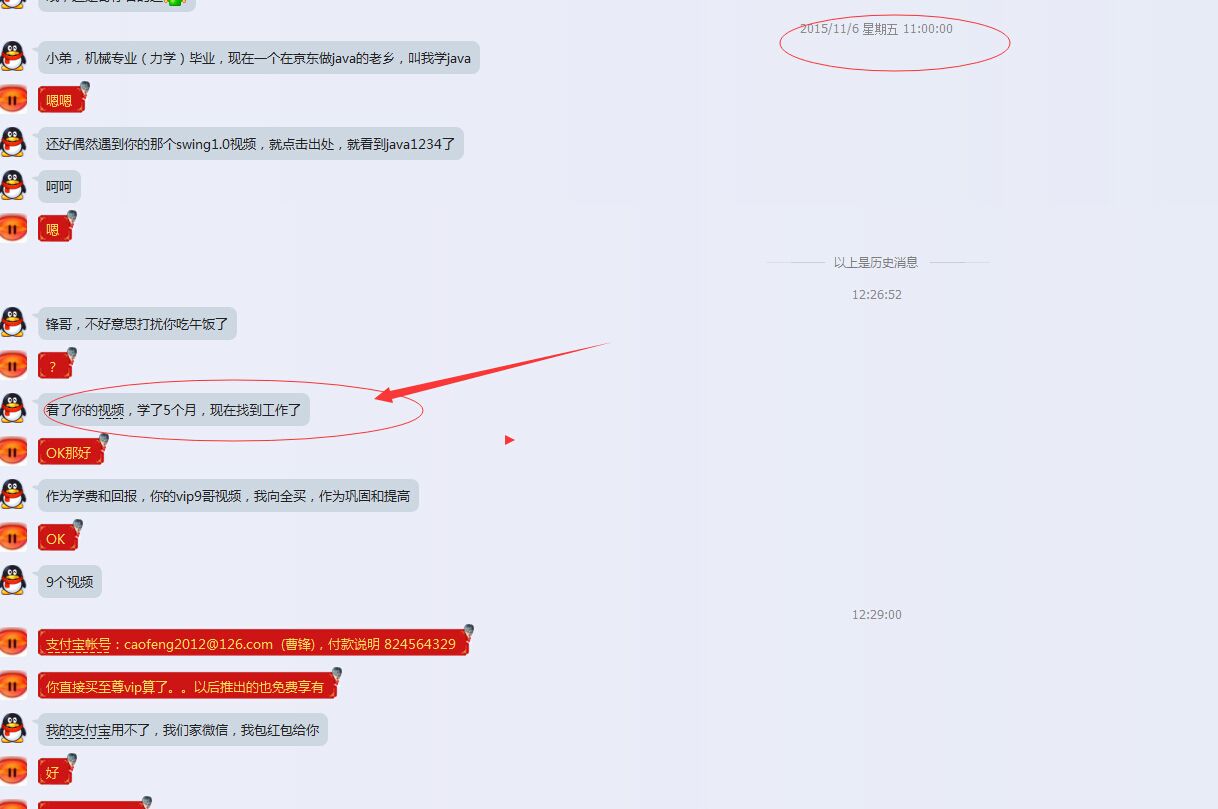 2015/11/6 星期五 11:00:00
小弟，机械专业（力学）毕业，现在一个在京东做java的老乡，叫我学java
嗯嗯
还好偶然遇到你的那个swing1.0视频，就点击出处，就看到java1234了
呵呵
嗯
以上是历史消息
12:26:52
锋哥，不好意思打扰你吃午饭了
？
看了你的视频，学了5个月，现在找到工作了
OK那好
作为学费和回报，你的vip9哥视频，我向全买，作为巩固和提高
OK
9个视频
12:29:00
支付宝帐号：caofeng2012@126.com（曹锋），付款说明 824564329
你直接买至尊vip算了。。以后推出的也免费享有
我的支付宝用不了，我们家微信，我包红包给你
好